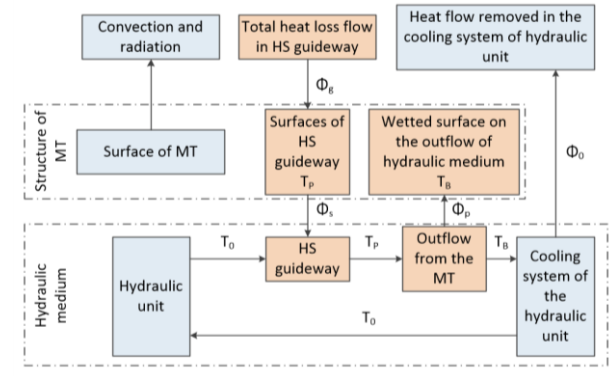 Convection and
radiation
Total heat loss flow
in HS guideway
Heat flow removed in the
cooling system of hydraulic
unit
Φg
Structure of
MT
Surface of MT
Surfaces of
HS
guideway
TP
Wetted surface on
the outflow of
hydraulic medium
TB
Φ0
Φs
Φp
Hydraulic
medium
Hydraulic
unit
T0
HS
guideway
TP
Outflow
from the
MT
TB
Cooling
system of
the
hydraulic
unit
T0